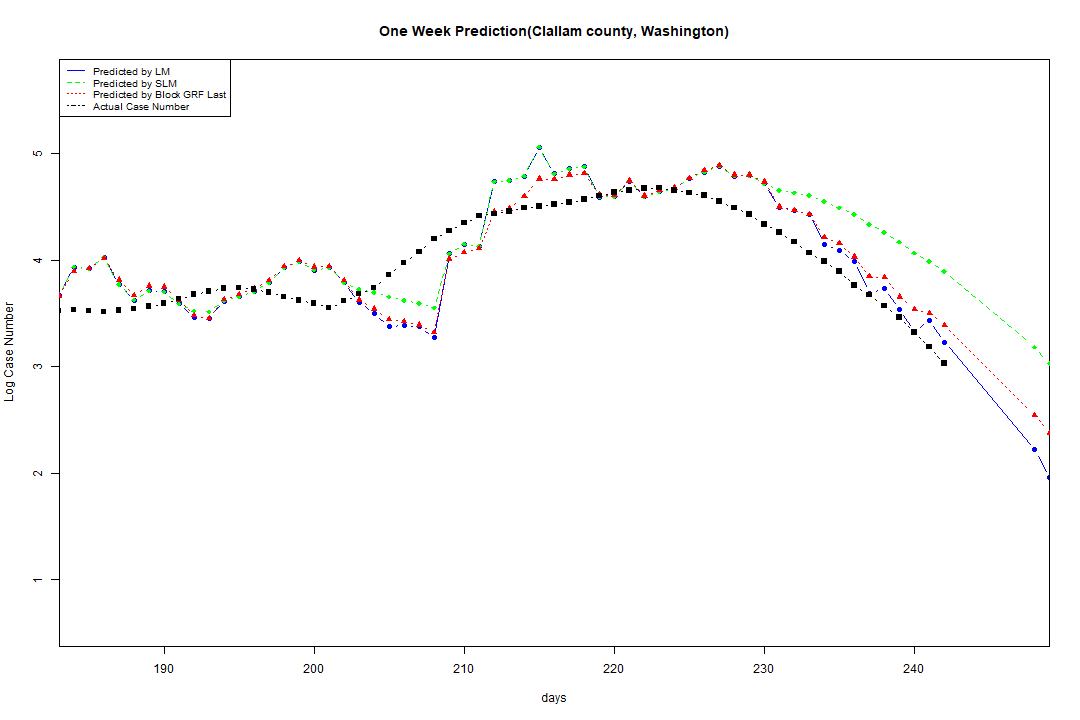 One Week Prediction(Clallam county, Washington)
Predicted by LM
Predicted by SLM
Predicted by Block GRF Last
Actual Case Number
5
4
3
2
1
Log Case Number
190 200 210 220 230 240
days